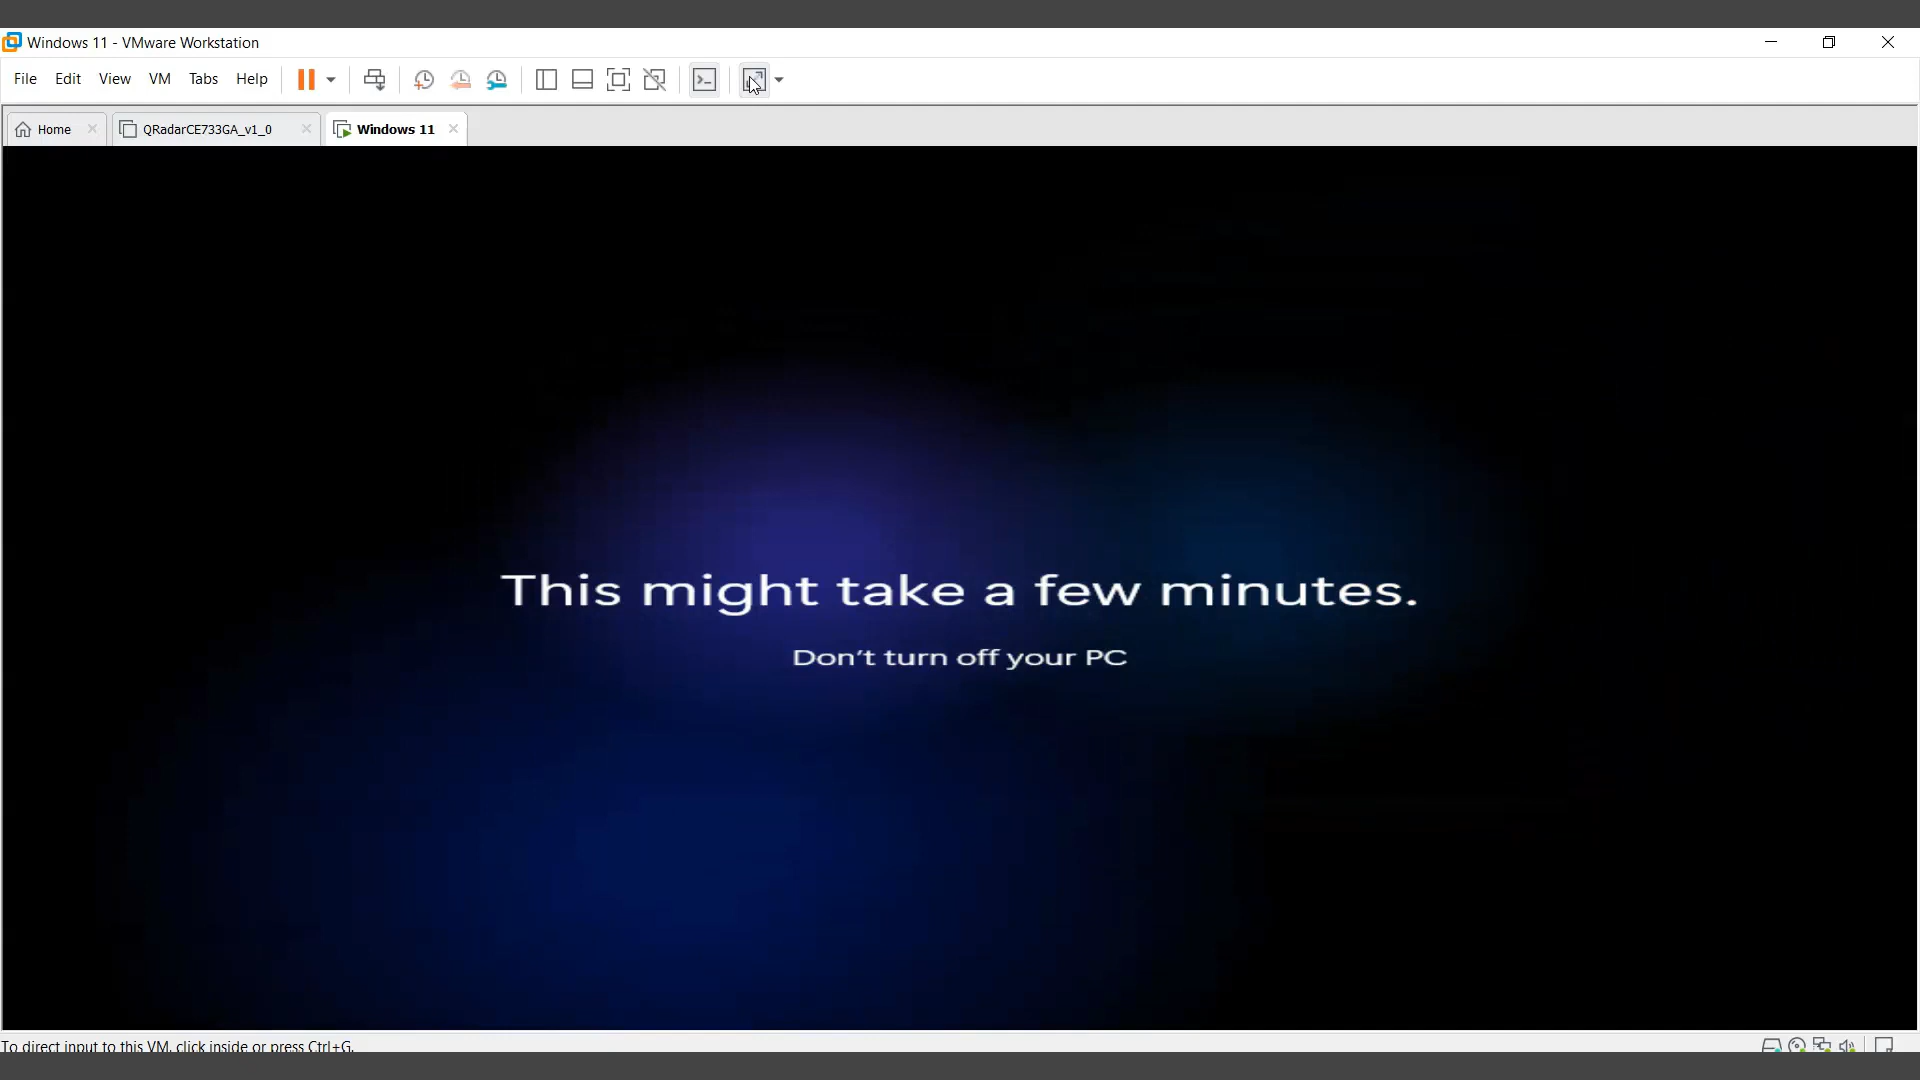 Windows 11 - VMware Workstation
File Edit View VM Tabs Help
Home QRadarCE733GA_v1_0 Windows 11
This might take a few minutes.
Don't turn off your PC
To direct input to this VM, click inside or press Ctrl+G.